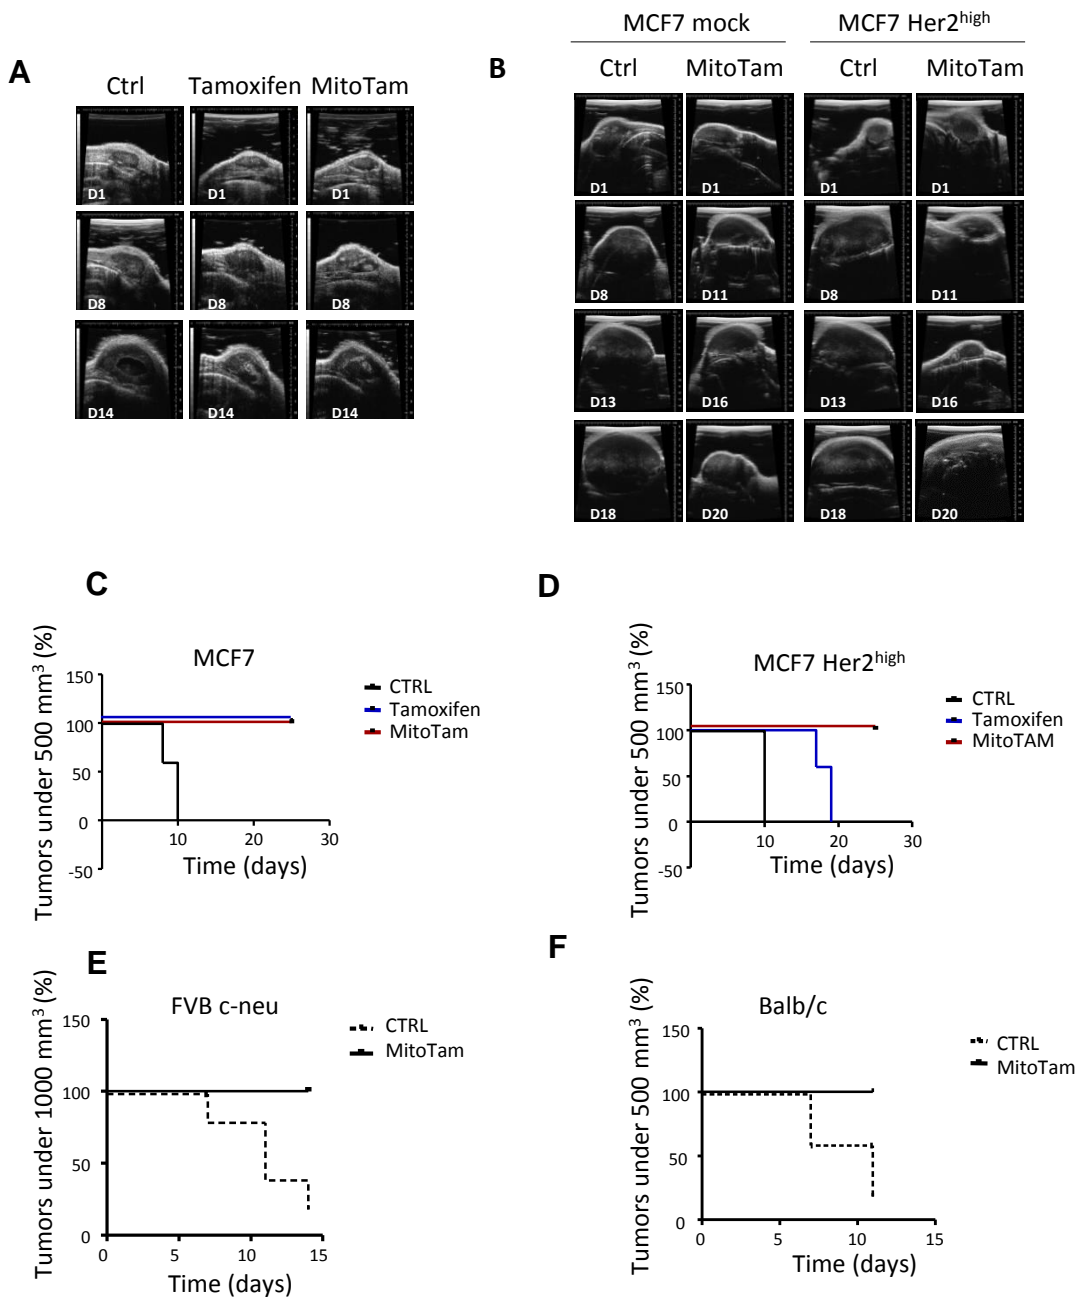 MCF7 mock
MCF7 Her2high
A
B
Ctrl
Tamoxifen
MitoTam
Ctrl
MitoTam
Ctrl
MitoTam
D1
D1
D1
D8
D8
D8
D14
D14
D14
D1
D1
D1
D1
D8
D11
D8
D11
D13
D16
D13
D16
D18
D20
D18
D20
C
MCF7
Tumors under 500 mm3 (%)
150
100
50
0
-50
10
20
30
Time (days)
CTRL
Tamoxifen
MitoTam
D
MCF7 Her2high
Tumors under 500 mm3 (%)
150
100
50
0
-50
10
20
30
Time (days)
CTRL
Tamoxifen
MitoTAM
E
FVB c-neu
Tumors under 1000 mm3 (%)
150
100
50
0
0
5
10
15
Time (days)
CTRL
MitoTam
F
Balb/c
Tumors under 500 mm3 (%)
150
100
50
0
0
5
10
15
Time (days)
CTRL
MitoTam